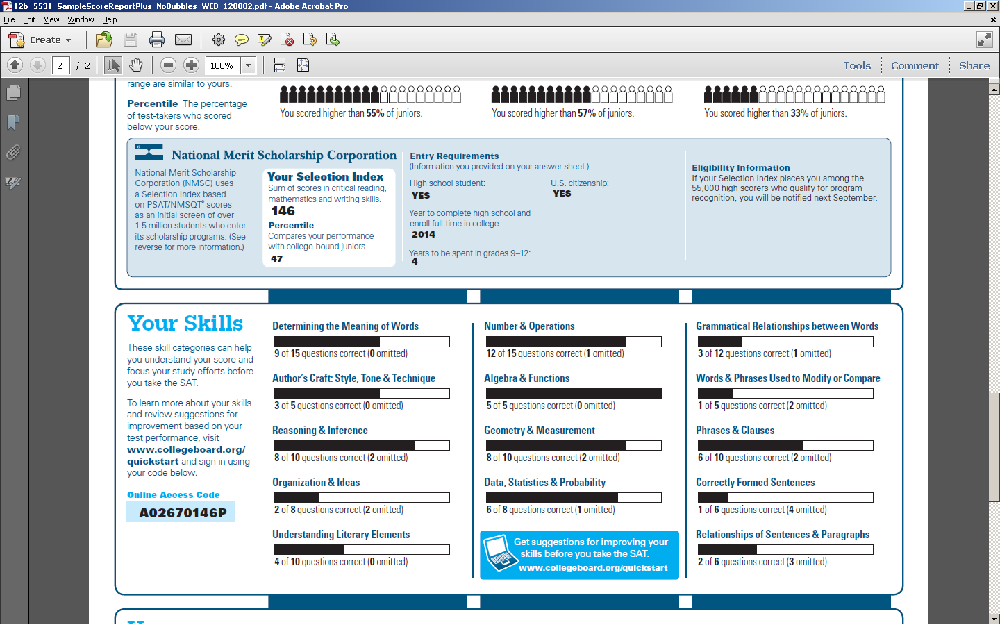 12b_5531_SampleScoreReportPlus_NoBubbles_WEB_120802.pdf - Adobe Acrobat Pro
File Edit View Window Help
Create
2 / 2 100% Tools Comment Share
range are similar to yours.
Percentile The percentage
of test-takers who scored
below your score.
You scored higher than 55% of juniors.
You scored higher than 57% of juniors.
You scored higher than 33% of juniors.
National Merit Scholarship Corporation
National Merit Scholarship
Corporation (NMSC) uses
a Selection Index based
on PSAT/NMSQT® scores
as an initial screen of over
1.5 million students who enter
its scholarship programs. (See
reverse for more information.)
Your Selection Index
Sum of scores in critical reading,
mathematics and writing skills.
146
Percentile
Compares your performance
with college-bound juniors.
47
Entry Requirements
(Information you provided on your answer sheet.)
High school student:
YES
U.S. citizenship:
YES
Year to complete high school and
enroll full-time in college:
2014
Years to be spent in grades 9–12:
4
Eligibility Information
If your Selection Index places you among the
55,000 high scorers who qualify for program
recognition, you will be notified next September.
Your Skills
These skill categories can help
you understand your score and
focus your study efforts before
you take the SAT.
To learn more about your skills
and review suggestions for
improvement based on your
test performance, visit
www.collegeboard.org/
quickstart and sign in using
your code below.
Online Access Code
A02670146P
Determining the Meaning of Words
9 of 15 questions correct (0 omitted)
Author's Craft: Style, Tone & Technique
3 of 5 questions correct (0 omitted)
Reasoning & Inference
8 of 10 questions correct (2 omitted)
Organization & Ideas
2 of 8 questions correct (2 omitted)
Understanding Literary Elements
4 of 10 questions correct (0 omitted)
Number & Operations
12 of 15 questions correct (1 omitted)
Algebra & Functions
5 of 5 questions correct (0 omitted)
Geometry & Measurement
8 of 10 questions correct (2 omitted)
Data, Statistics & Probability
6 of 8 questions correct (1 omitted)
Get suggestions for improving your
skills before you take the SAT.
www.collegeboard.org/quickstart
Grammatical Relationships between Words
3 of 12 questions correct (1 omitted)
Words & Phrases Used to Modify or Compare
1 of 5 questions correct (2 omitted)
Phrases & Clauses
6 of 10 questions correct (2 omitted)
Correctly Formed Sentences
1 of 6 questions correct (4 omitted)
Relationships of Sentences & Paragraphs
2 of 6 questions correct (3 omitted)